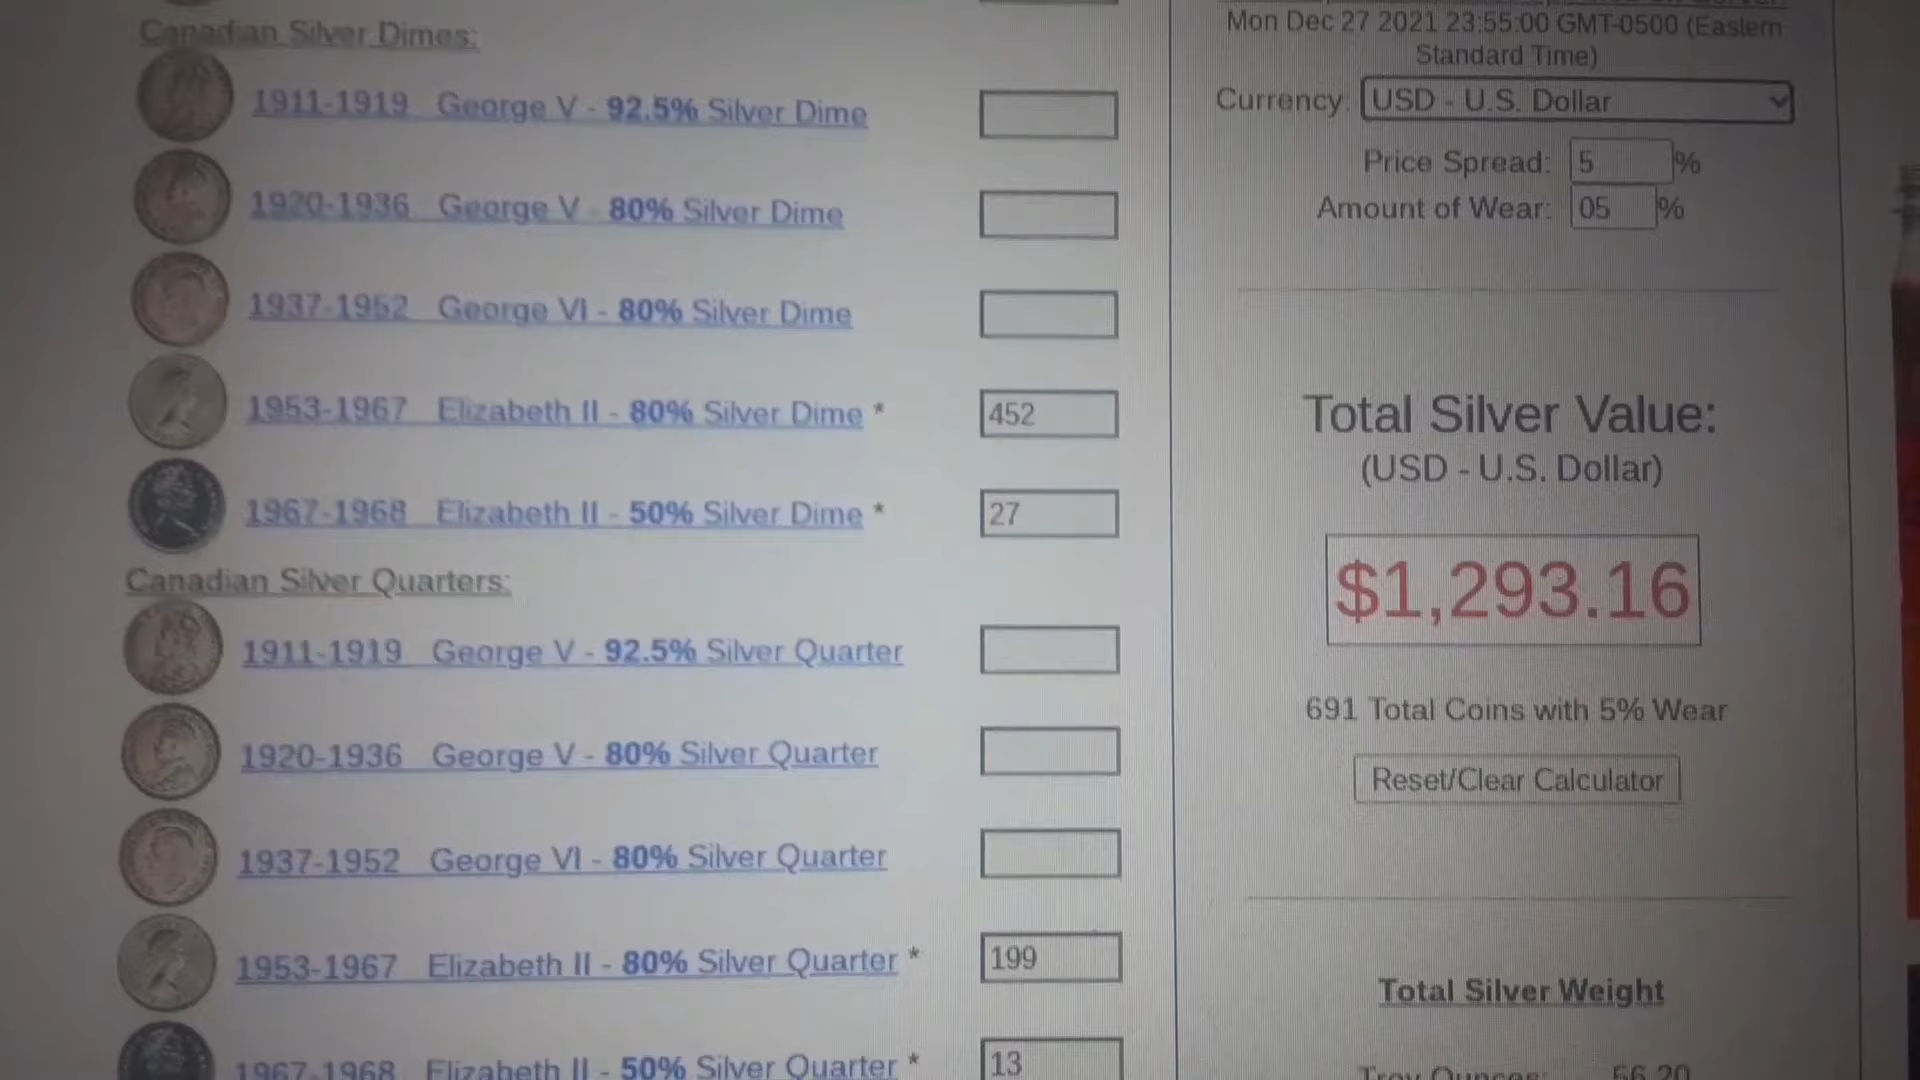 Canadian Silver Dimes:
1911-1919 George V - 92.5% Silver Dime
1920-1936 George V - 80% Silver Dime
1937-1952 George VI - 80% Silver Dime
1953-1967 Elizabeth II - 80% Silver Dime * 452
1967-1968 Elizabeth II - 50% Silver Dime * 27
Canadian Silver Quarters:
1911-1919 George V - 92.5% Silver Quarter
1920-1936 George V - 80% Silver Quarter
1937-1952 George VI - 80% Silver Quarter
1953-1967 Elizabeth II - 80% Silver Quarter * 199
1967-1968 Elizabeth II - 50% Silver Quarter * 13
Mon Dec 27 2021 23:55:00 GMT-0500 (Eastern
Standard Time)
Currency: USD - U.S. Dollar
Price Spread: 5 %
Amount of Wear: 05 %
Total Silver Value:
(USD - U.S. Dollar)
$1,293.16
691 Total Coins with 5% Wear
Reset/Clear Calculator
Total Silver Weight
Troy Ounces: 56.20